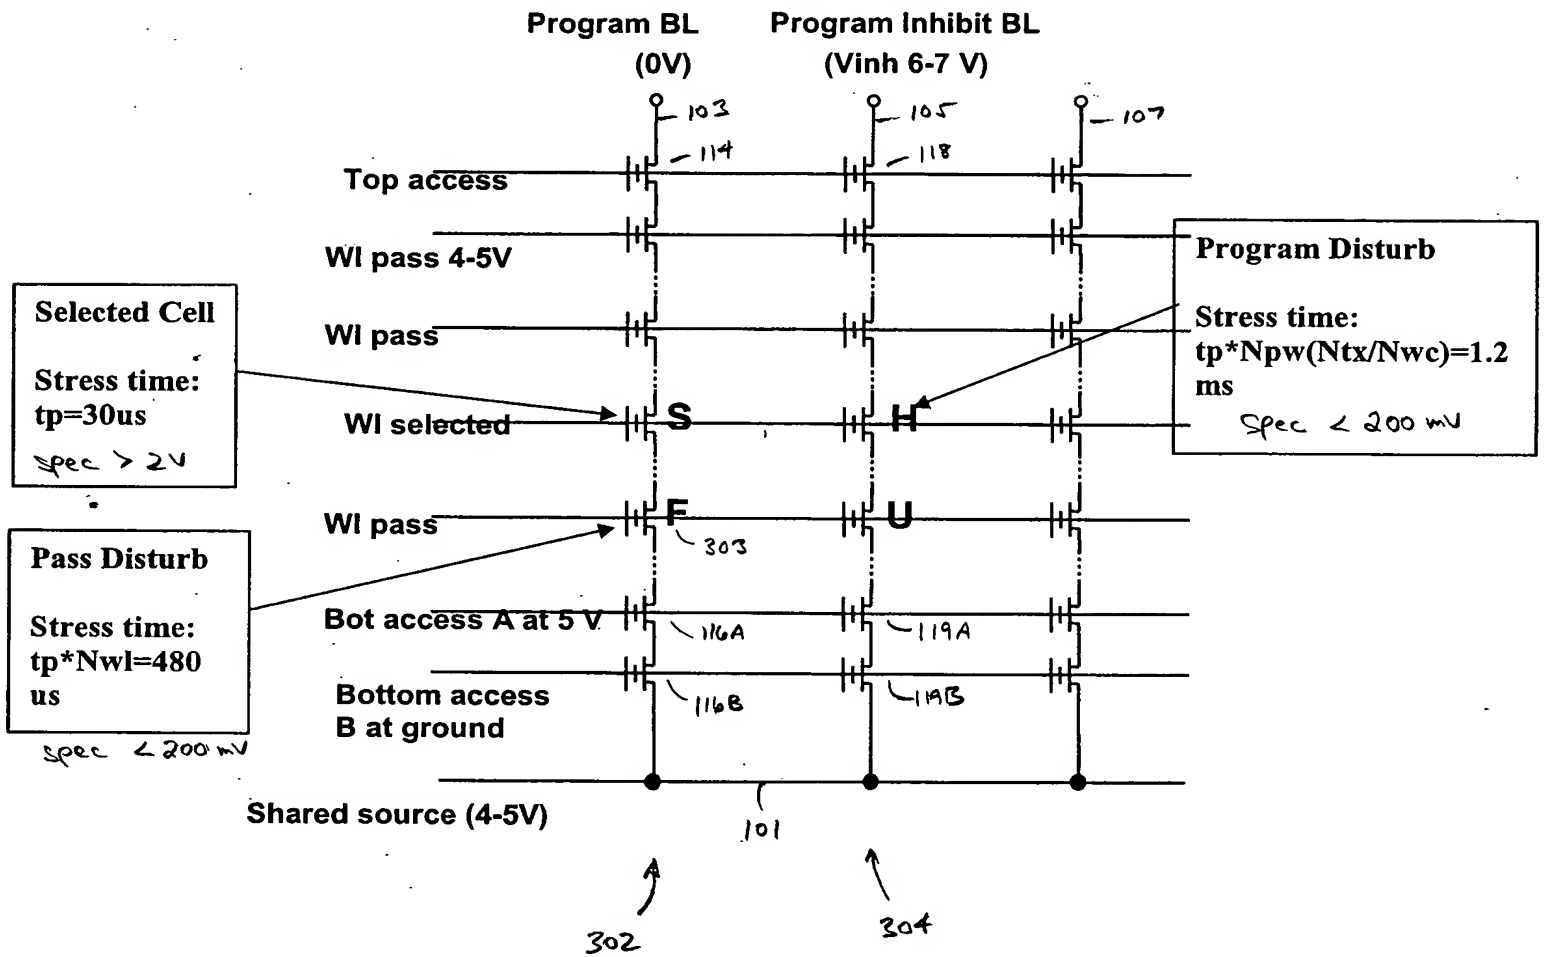 Program BL
(0V)
Program Inhibit BL
(Vinh 6-7 V)
103
105
107
114
118
Top access
Wl pass 4-5V
Program Disturb
Stress time:
tp*Npw(Ntx/Nwc)=1.2
ms
spec < 200 mV
Selected Cell
Stress time:
tp=30us
spec > 2V
Wl pass
Wl selected
S
H
Wl pass
F
U
303
Pass Disturb
Stress time:
tp*Nwl=480
us
spec < 200 mV
Bot access A at 5 V
116A
119A
Bottom access
B at ground
116B
119B
Shared source (4-5V)
101
302
304